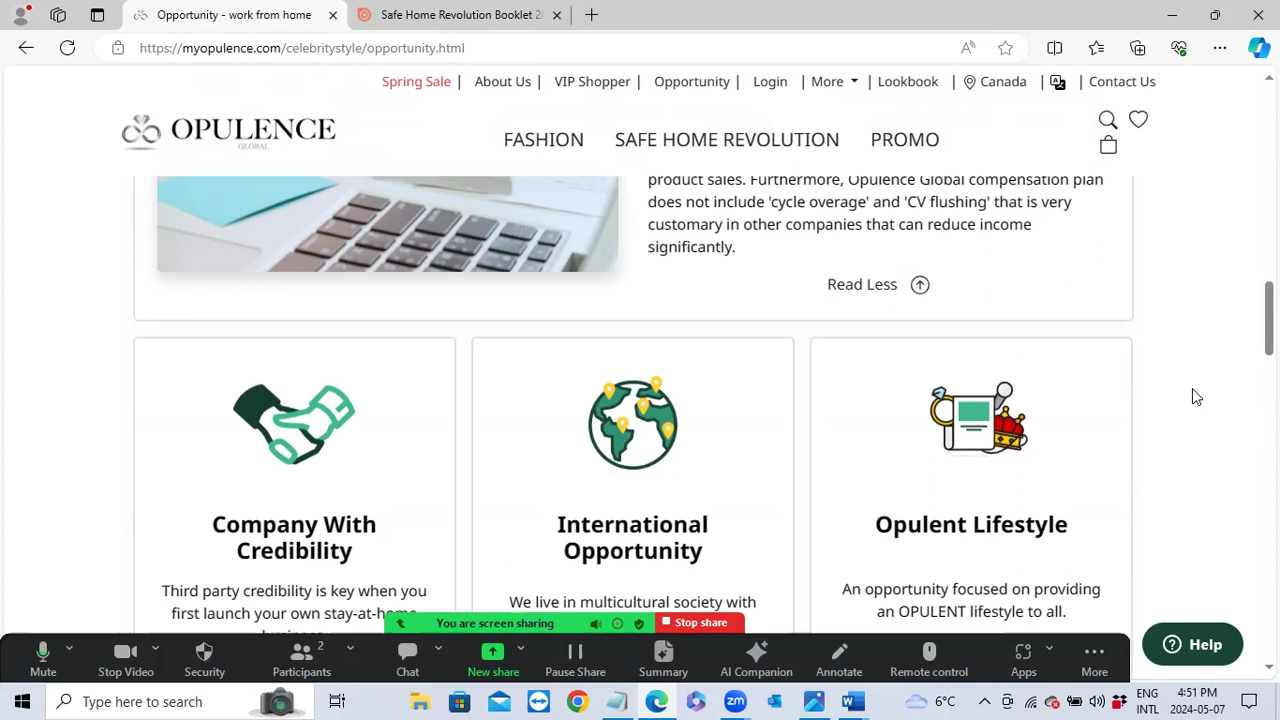 celebritystyle - Opulence - work
Safe Home Revolution Booklet 2
https://myopulence.com/celebritystyle/opportunity.html
Spring Sale | About Us | VIP Shopper | Opportunity | Login | More | Lookbook | Canada | | Contact Us
OPULENCE
GLOBAL
FASHION SAFE HOME REVOLUTION PROMO
product sales. Furthermore, Opulence Global compensation plan
does not include 'cycle overage' and 'CV flushing' that is very
customary in other companies that can reduce income
significantly.
Read Less
Company With
Credibility
Third party credibility is key when you
first launch your own stay-at-home
business
International
Opportunity
We live in multicultural society with
Opulent Lifestyle
An opportunity focused on providing
an OPULENT lifestyle to all.
You are screen sharing Stop share
Mute Stop Video Security Participants 2 Chat New share Pause Share Summary AI Companion Annotate Remote control Apps More
Help
Type here to search
6°C
ENG
INTL
4:51 PM
2024-05-07